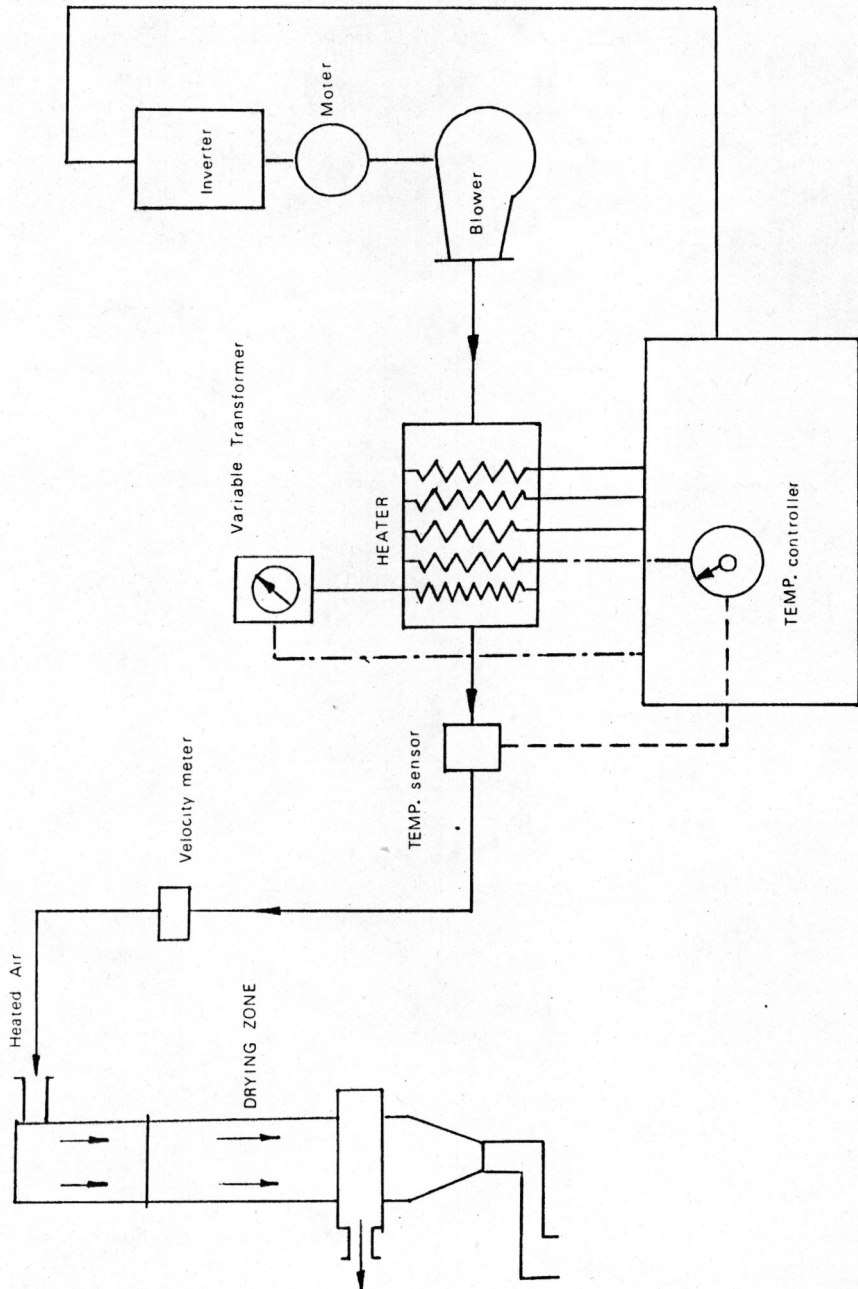 Heated Air
Velocity meter
DRYING ZONE
Variable Transformer
HEATER
TEMP. sensor
TEMP. controller
Inverter
Moter
Blower